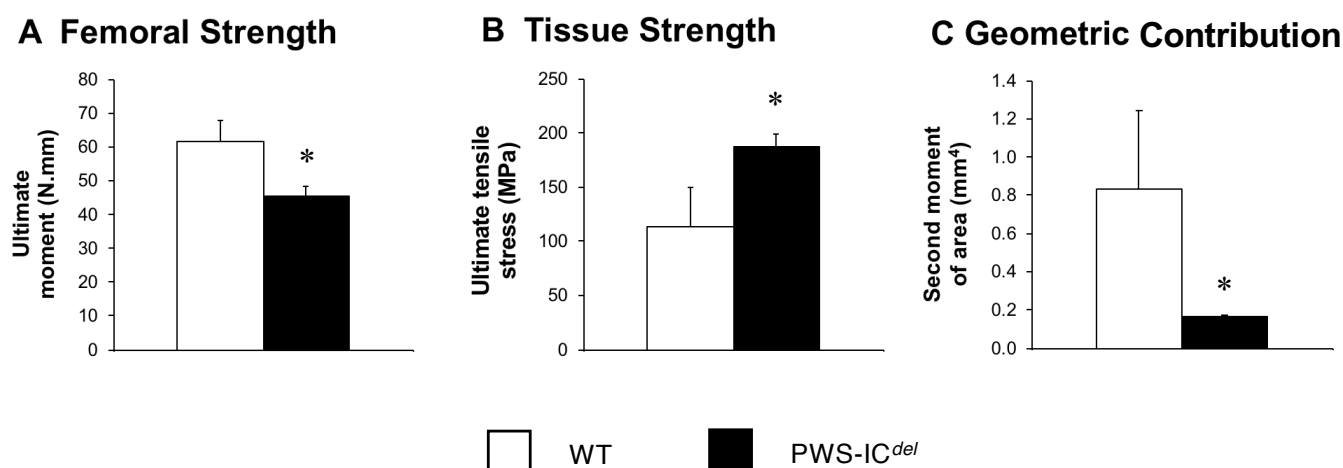 A Femoral Strength
B Tissue Strength
C Geometric Contribution
Ultimate
moment (N.mm)
80
70
60
50
40
30
20
10
0
*
Ultimate tensile
stress (MPa)
250
200
150
100
50
0
*
Second moment
of area (mm⁴)
1.4
1.2
1.0
0.8
0.6
0.4
0.2
0.0
*
WT
PWS-ICdel